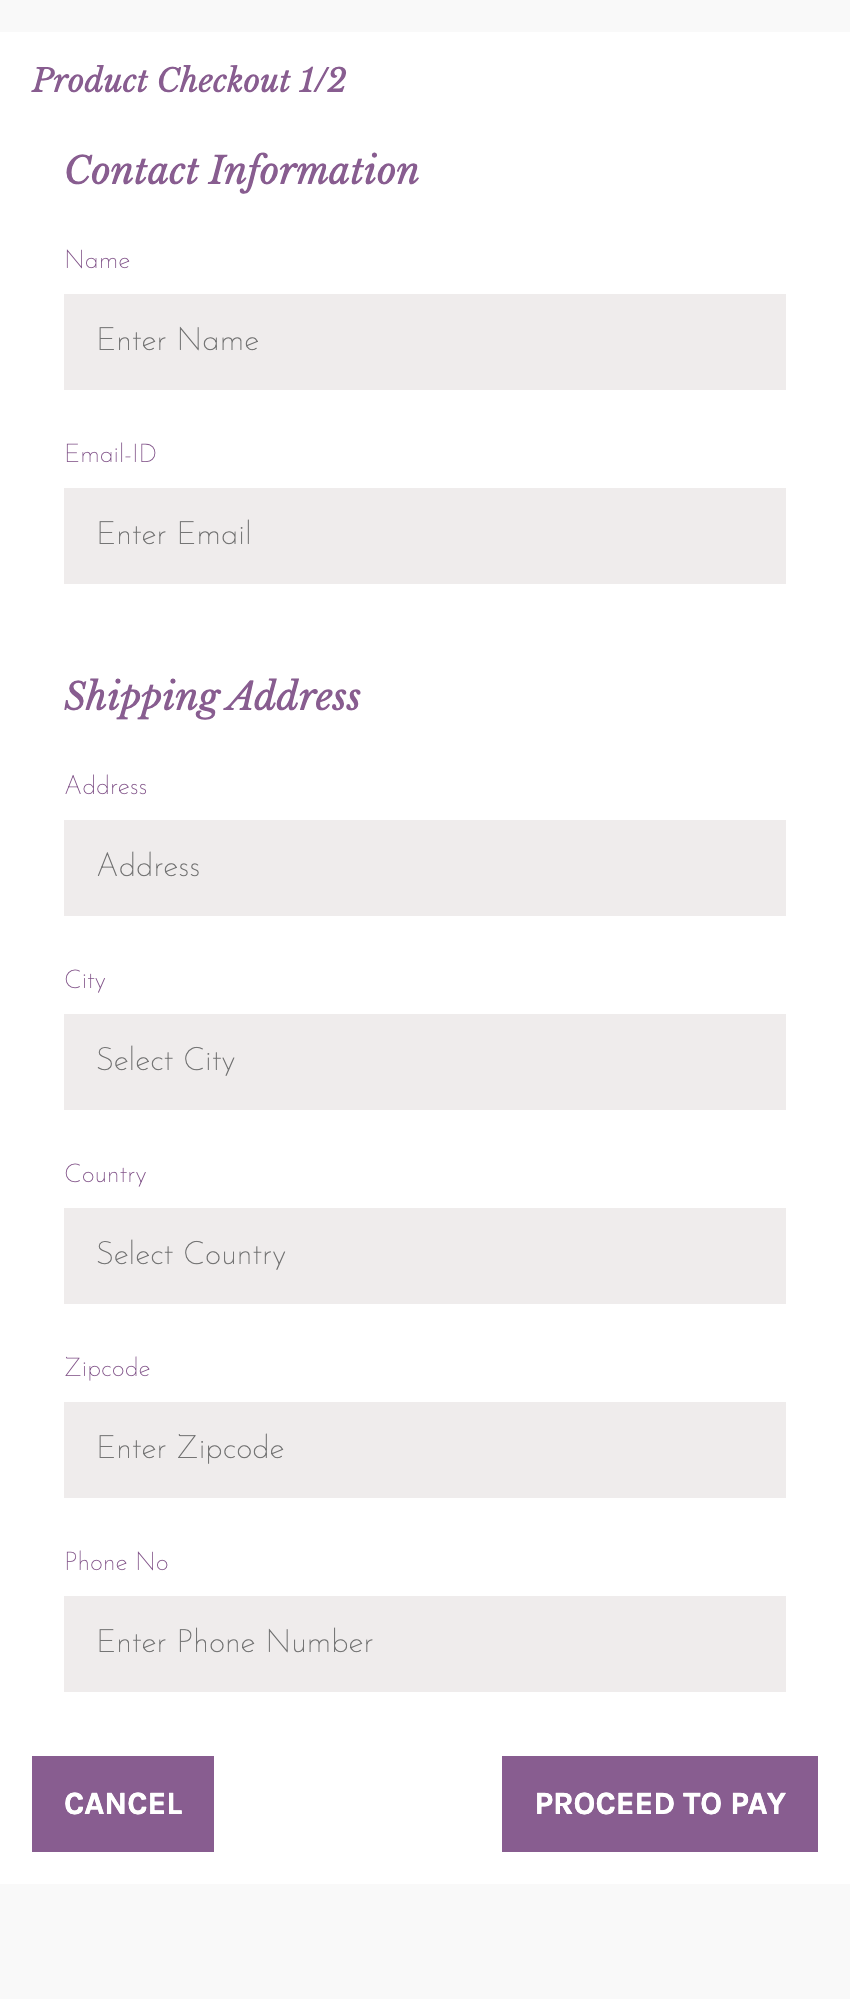 Product Checkout 1/2
Contact Information
Name
Enter Name
Email-ID
Enter Email
Shipping Address
Address
Address
City
Select City
Country
Select Country
Zipcode
Enter Zipcode
Phone No
Enter Phone Number
CANCEL
PROCEED TO PAY